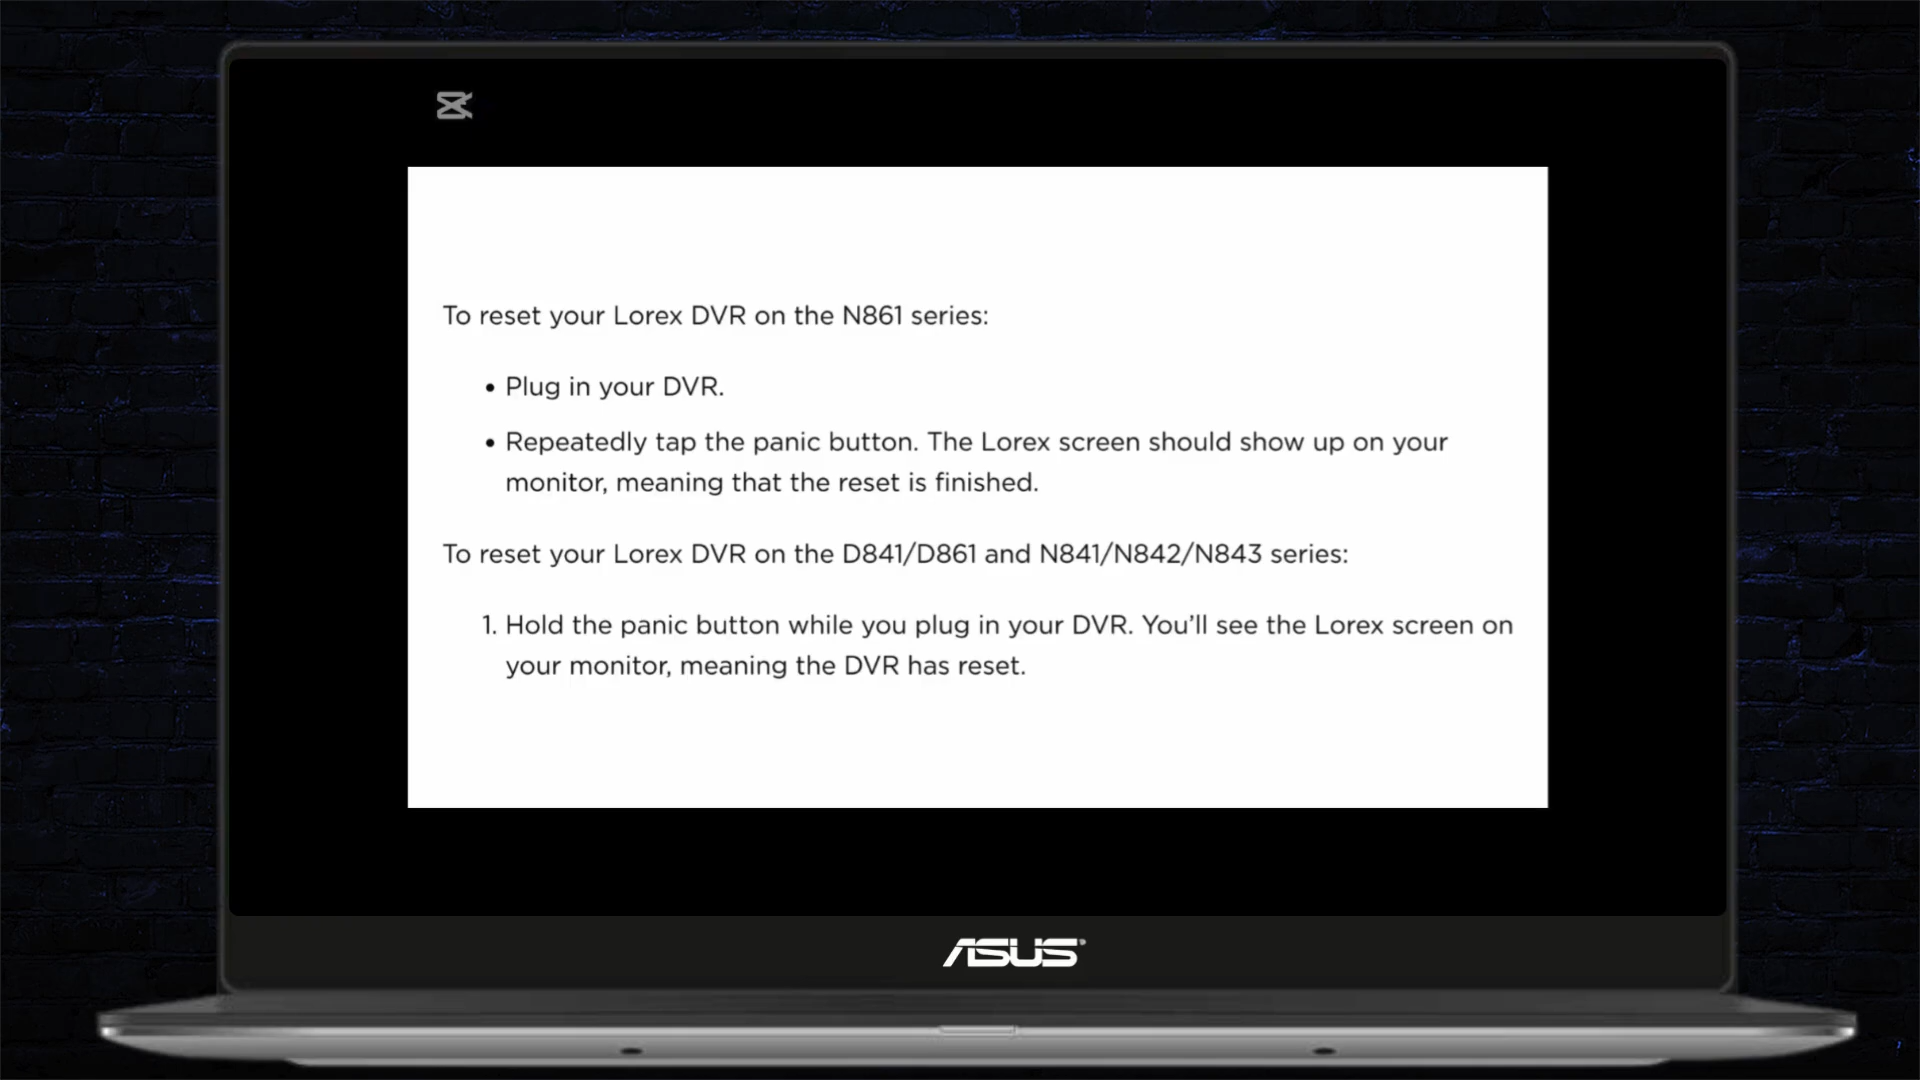 To reset your Lorex DVR on the N861 series:
• Plug in your DVR.
• Repeatedly tap the panic button. The Lorex screen should show up on your
monitor, meaning that the reset is finished.
To reset your Lorex DVR on the D841/D861 and N841/N842/N843 series:
1. Hold the panic button while you plug in your DVR. You’ll see the Lorex screen on
your monitor, meaning the DVR has reset.
ASUS